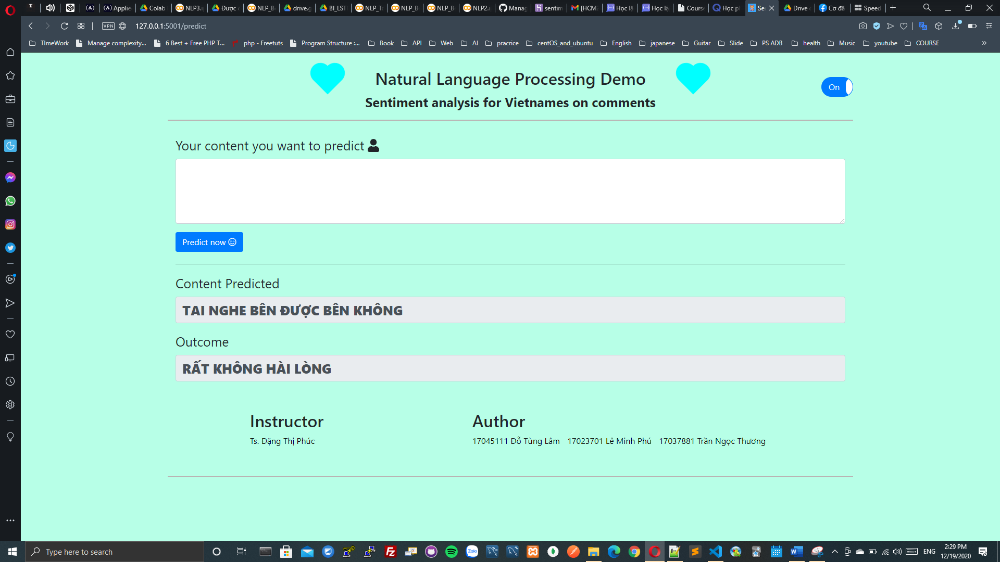 Applie
Colab
NLP3.i
Được
NLP_B
drive.g
BI_LST
NLP_To
NLP_B
NLP_B
NLP2.i
Manag
sentim
[HCM
Học lậ
Học lậ
Cours
Học p
Se
Drive
Cơ đã
Speed
VPN 127.0.0.1:5001/predict
TImeWork Manage complexity... 6 Best + Free PHP T... php - Freetuts Program Structure :... Book API Web AI pracrice centOS_and_ubuntu English japanese Guitar Slide PS ADB health Music youtube COURSE
Natural Language Processing Demo
On
Sentiment analysis for Vietnames on comments
Your content you want to predict
Predict now
Content Predicted
TAI NGHE BÊN ĐƯỢC BÊN KHÔNG
Outcome
RẤT KHÔNG HÀI LÒNG
Instructor
Author
Ts. Đặng Thị Phúc
17045111 Đỗ Tùng Lâm 17023701 Lê Minh Phú 17037881 Trần Ngọc Thương
Type here to search
Zalo
ENG
2:29 PM
12/19/2020